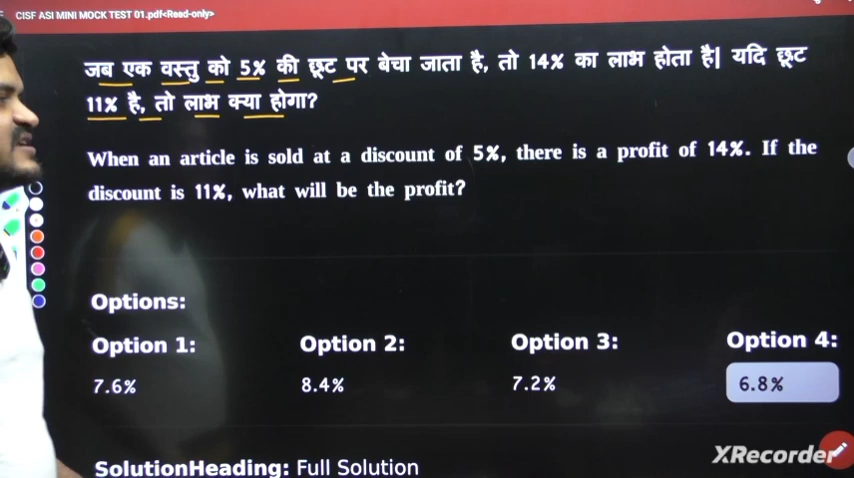 CISF ASI MINI MOCK TEST 01.pdf<Read-only>
जब एक वस्तु को 5% की छूट पर बेचा जाता है, तो 14% का लाभ होता है| यदि छूट
11% है, तो लाभ क्या होगा?
When an article is sold at a discount of 5%, there is a profit of 14%. If the
discount is 11%, what will be the profit?
Options:
Option 1: Option 2: Option 3: Option 4:
7.6% 8.4% 7.2% 6.8%
SolutionHeading: Full Solution
XRecorder